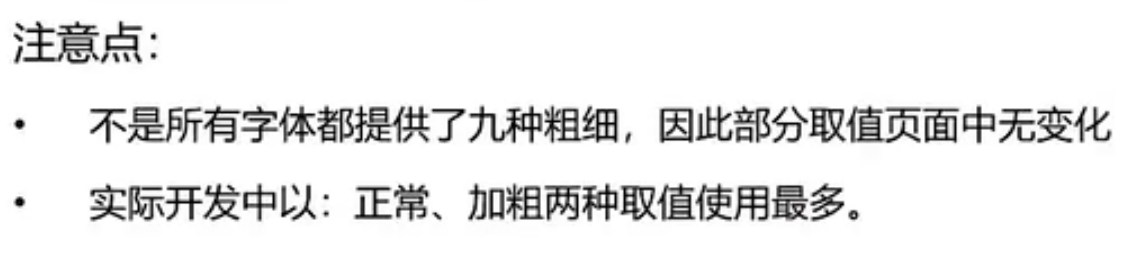 注意点：
• 不是所有字体都提供了九种粗细，因此部分取值页面中无变化
• 实际开发中以：正常、加粗两种取值使用最多。